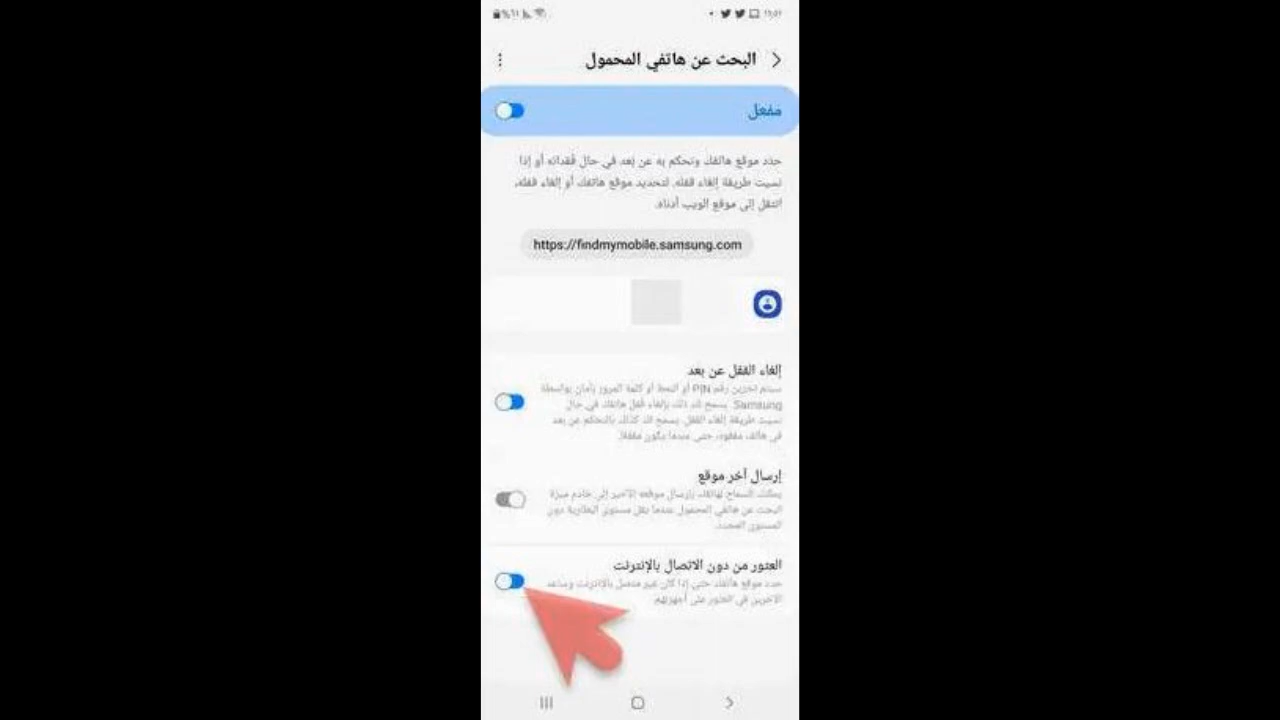 البحث عن هاتفي المحمول
مفعل
حدد موقع هاتفك وتحكم به عن بُعد في حال فقدانه أو إذا
نسيت طريقة إلغاء قفله. لتحديد موقع هاتفك أو إلغاء قفله،
انتقل إلى موقع الويب أدناه.
https://findmymobile.samsung.com
إلغاء القفل عن بعد
سيتم تخزين رقم PIN أو النمط أو كلمة المرور بأمان بواسطة
Samsung. يسمح لك ذلك بإلغاء قفل هاتفك في حال
نسيت طريقة إلغاء القفل. يسمح لك كذلك بالتحكم عن بعد
في هاتف مفقود، حتى عندما يكون مقفلاً.
إرسال آخر موقع
يمكنك السماح لهاتفك بإرسال موقعه الأخير إلى خادم ميزة
البحث عن هاتفي المحمول عندما يقل مستوى البطارية دون
المستوى المحدد.
العثور من دون الاتصال بالإنترنت
حدد موقع هاتفك حتى إذا كان غير متصل بالإنترنت وساعد
الآخرين في العثور على أجهزتهم.